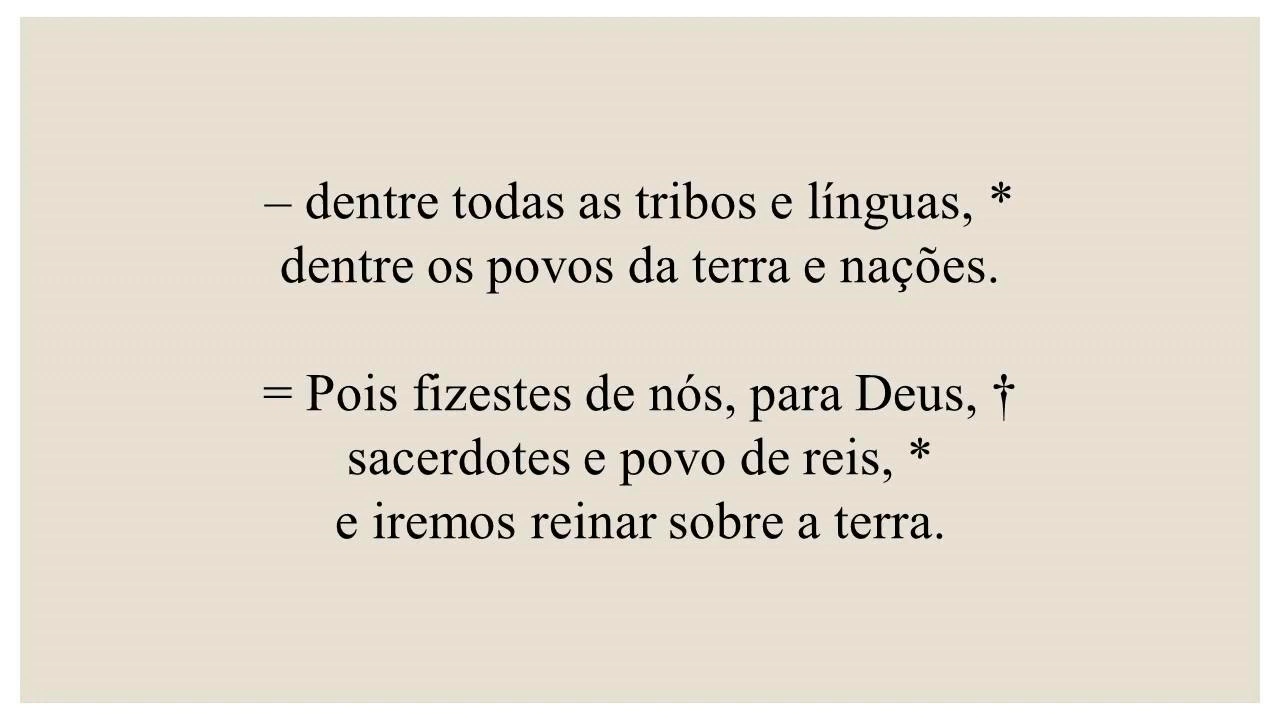 – dentre todas as tribos e línguas, *
dentre os povos da terra e nações.
= Pois fizestes de nós, para Deus, †
sacerdotes e povo de reis, *
e iremos reinar sobre a terra.